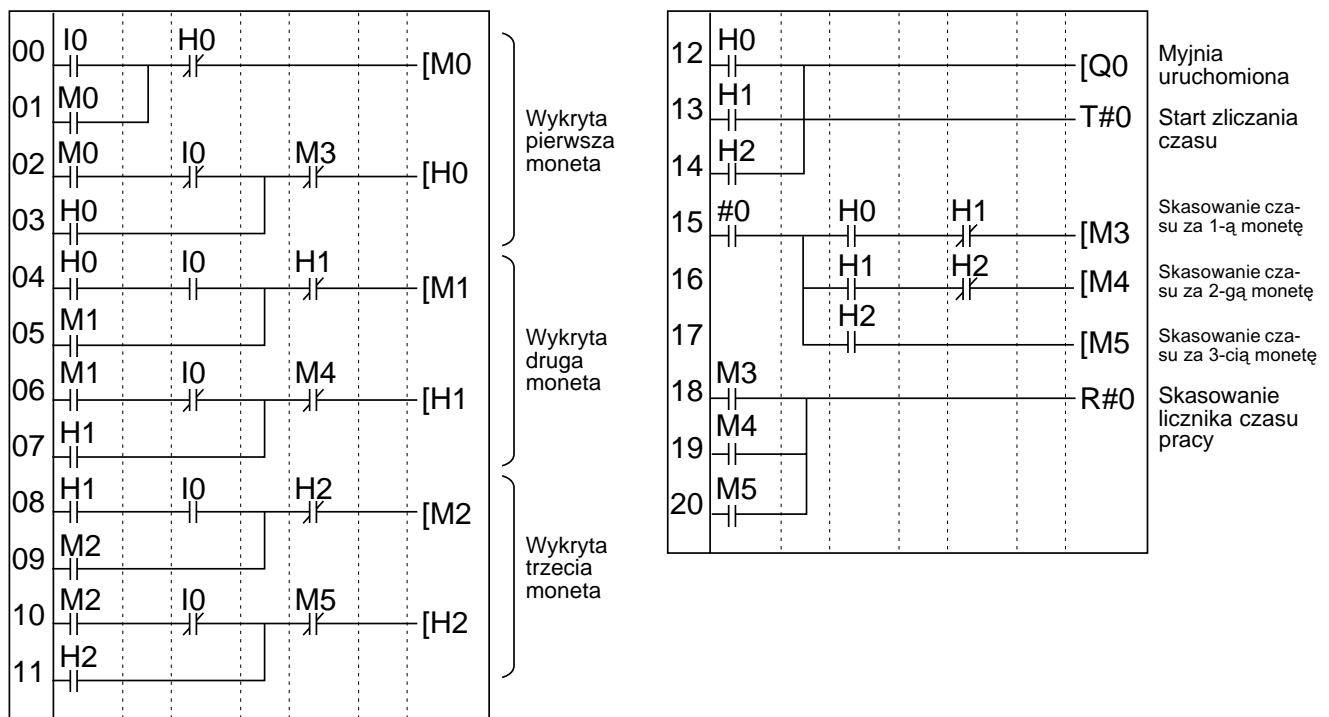 I0 H0
00 [M0
M0
01
M0 I0 M3
02 [H0
H0
03
H0 I0 H1
04 [M1
M1
05
M1 I0 M4
06 [H1
H1
07
H1 I0 H2
08 [M2
M2
09
M2 I0 M5
10 [H2
H2
11
Wykryta
pierwsza
moneta
Wykryta
druga
moneta
Wykryta
trzecia
moneta
H0
12 [Q0
H1
13 T#0
H2
14
#0 H0 H1
15 [M3
H1 H2
16 [M4
H2
17 [M5
M3
18 R#0
M4
19
M5
20
Myjnia
uruchomiona
Start zliczania
czasu
Skasowanie cza-
su za 1-ą monetę
Skasowanie cza-
su za 2-gą monetę
Skasowanie cza-
su za 3-cią monetę
Skasowanie
licznika czasu
pracy